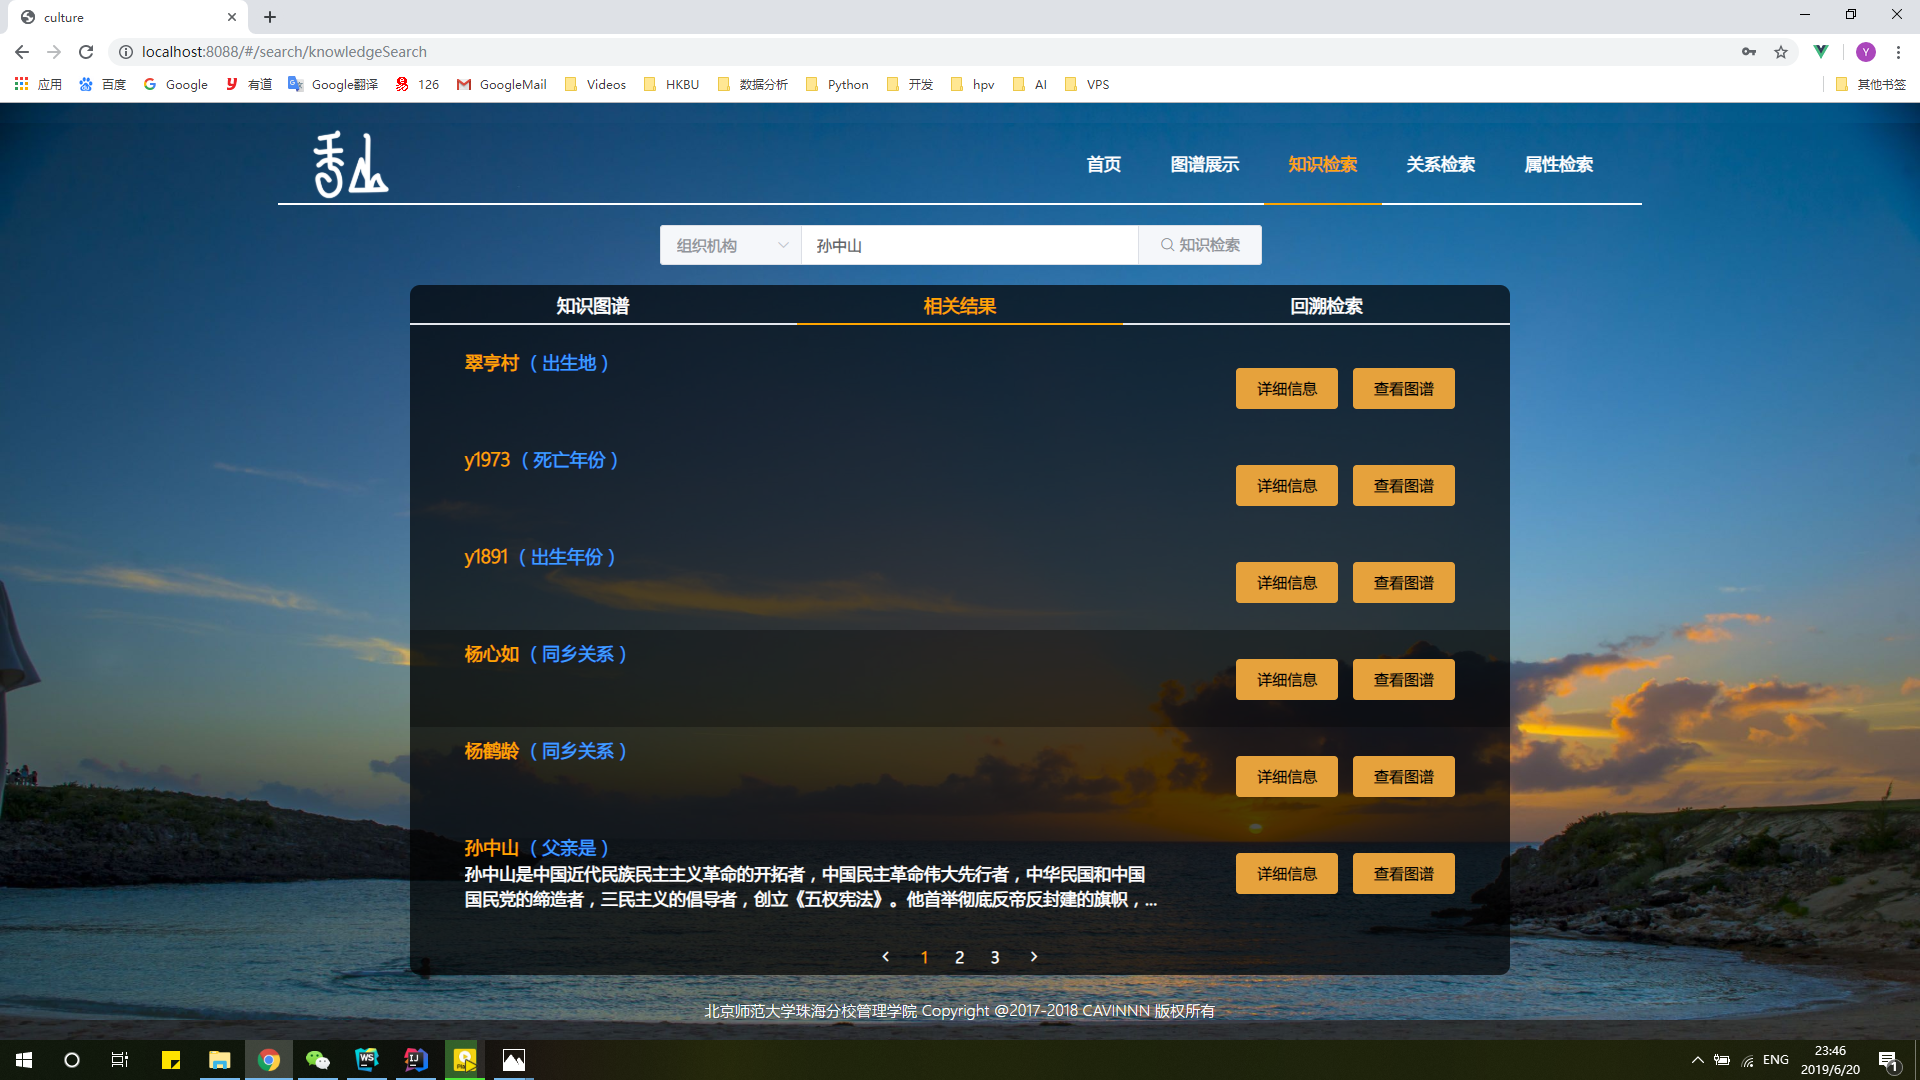 culture
localhost:8088/#/search/knowledgeSearch
Y
应用 百度 Google 有道 Google翻译 126 GoogleMail Videos HKBU 数据分析 Python 开发 hpv AI VPS 其他书签
首页 图谱展示 知识检索 关系检索 属性检索
组织机构 孙中山 知识检索
知识图谱 相关结果 回溯检索
翠亨村 (出生地)
详细信息 查看图谱
y1973 (死亡年份)
详细信息 查看图谱
y1891 (出生年份)
详细信息 查看图谱
杨心如 (同乡关系)
详细信息 查看图谱
杨鹤龄 (同乡关系)
详细信息 查看图谱
孙中山 (父亲是)
孙中山是中国近代民族民主主义革命的开拓者，中国民主革命伟大先行者，中华民国和中国
国民党的缔造者，三民主义的倡导者，创立《五权宪法》。他首举彻底反帝反封建的旗帜，...
详细信息 查看图谱
1 2 3
北京师范大学珠海分校管理学院 Copyright @2017-2018 CAVINNN 版权所有
WS IJ ENG
23:46
2019/6/20
1